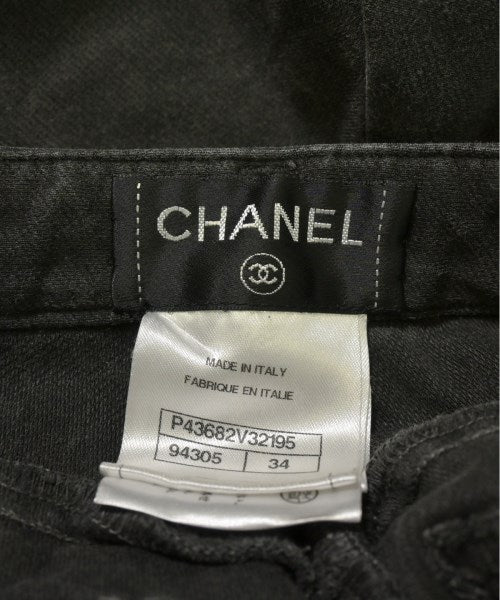 CHANEL
MADE IN ITALY
FABRIQUE EN ITALIE
P43682V32195
94305 34